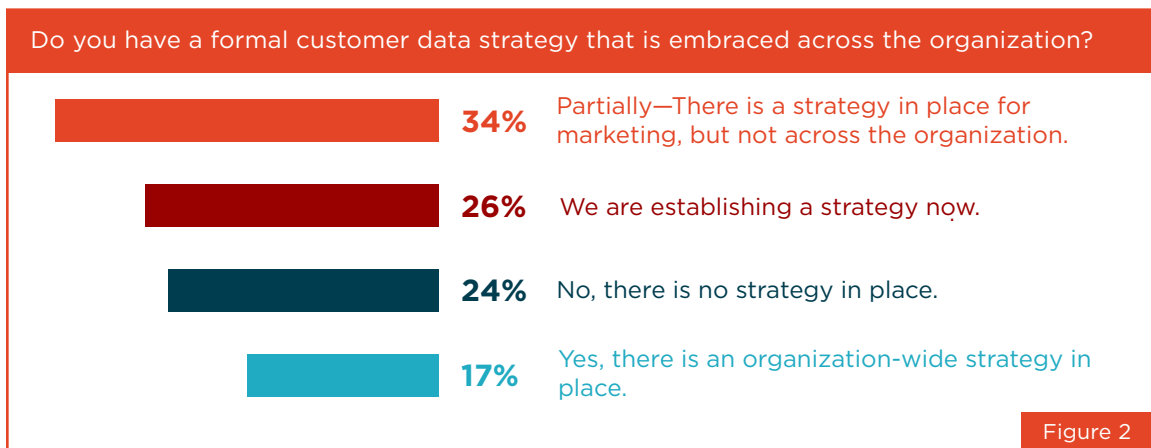 Do you have a formal customer data strategy that is embraced across the organization?
34%
Partially—There is a strategy in place for
marketing, but not across the organization.
26%
We are establishing a strategy now.
24%
No, there is no strategy in place.
17%
Yes, there is an organization-wide strategy in
place.
Figure 2